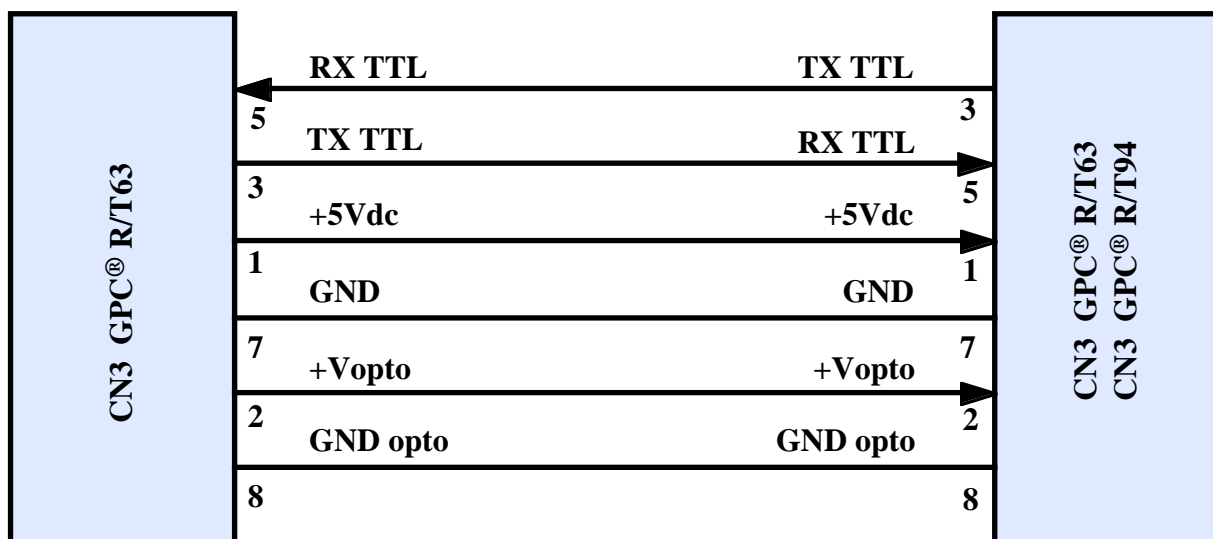 CN3 GPC® R/T63
RX TTL TX TTL
5 3
TX TTL RX TTL
3 5
+5Vdc +5Vdc
1 1
GND GND
7 7
+Vopto +Vopto
2 2
GND opto GND opto
8 8
CN3 GPC® R/T63
CN3 GPC® R/T94